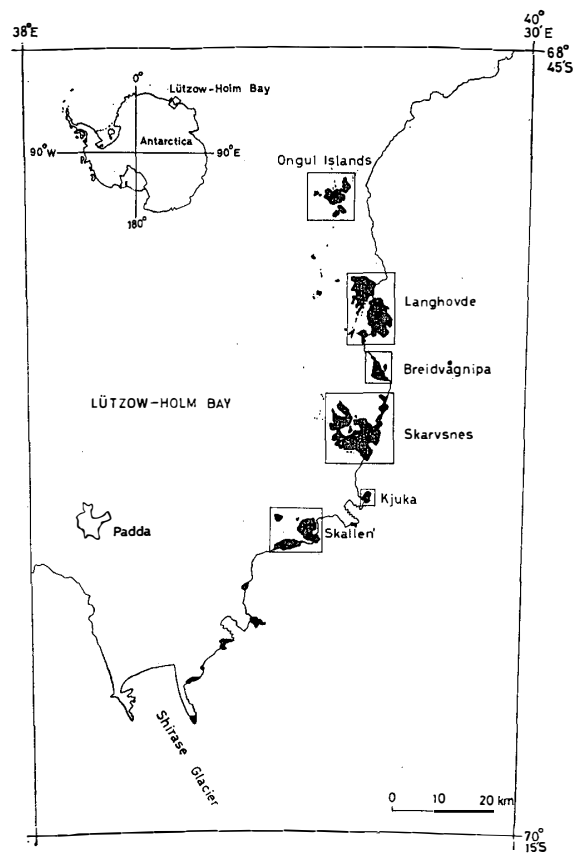 38°E
40°
30'E
68°
45'S
0°
Lützow-Holm Bay
Antarctica
90°W
90°E
180°
Ongul Islands
Langhovde
Breidvågnipa
LÜTZOW-HOLM BAY
Skarvsnes
Kjuka
Padda
Skallen
Shirase
Glacier
0 10 20 km
70°
15'S